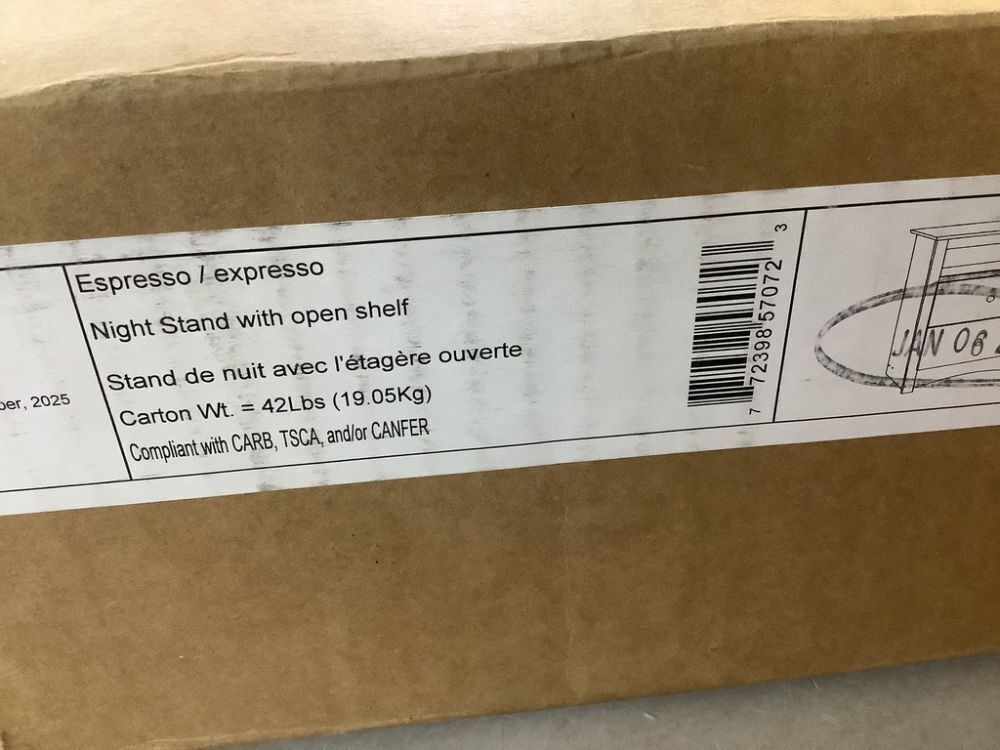 Espresso / expresso
Night Stand with open shelf
Stand de nuit avec l'étagère ouverte
Carton Wt. = 42Lbs (19.05Kg)
Compliant with CARB, TSCA, and/or CANFER
2025
7 72398 57072 3
JAN 06